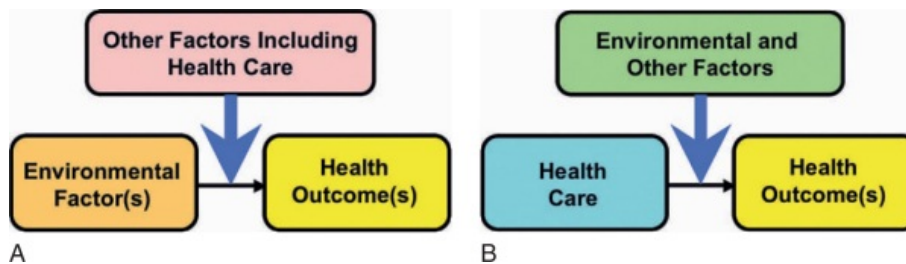 Other Factors Including
Health Care
Environmental
Factor(s)
Health
Outcome(s)
A
Environmental and
Other Factors
Health
Care
Health
Outcome(s)
B